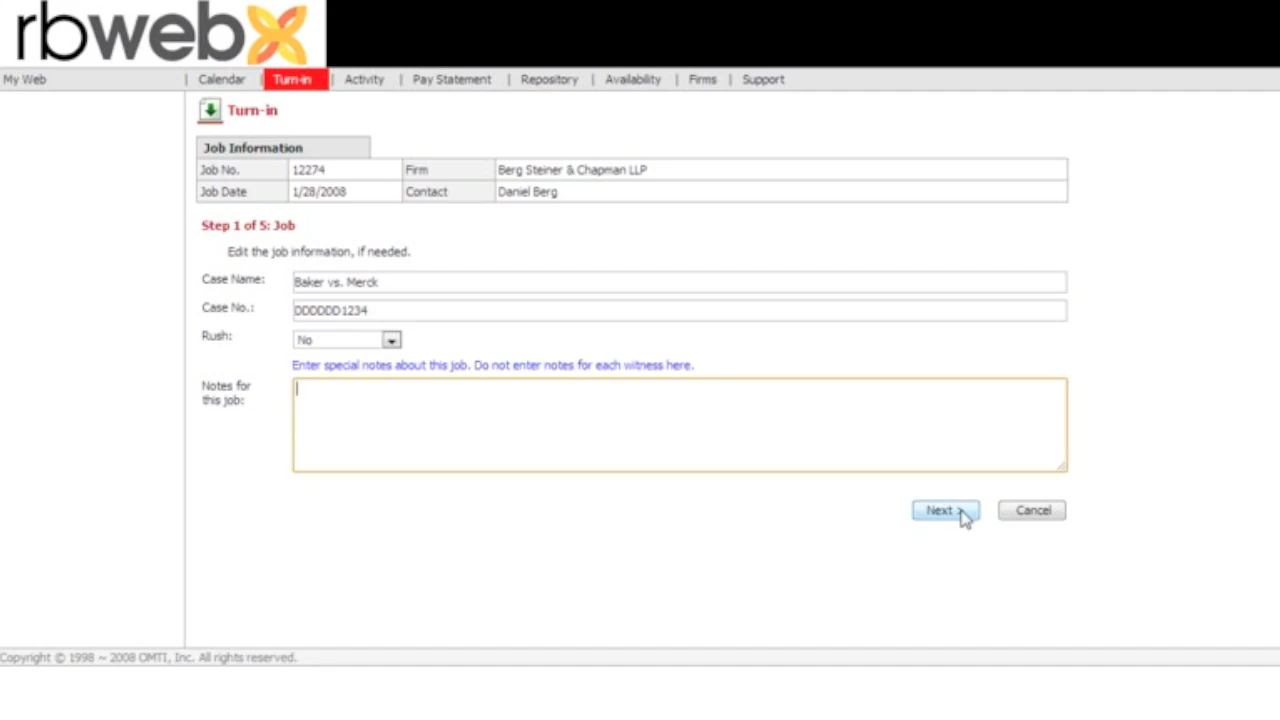 rbwebX
My Web | Calendar | Turn-in | Activity | Pay Statement | Repository | Availability | Firms | Support
Turn-in
Job Information
Job No. 12274 Firm Berg Steiner & Chapman LLP
Job Date 1/28/2008 Contact Daniel Berg
Step 1 of 5: Job
Edit the job information, if needed.
Case Name: Baker vs. Merck
Case No.: DDDDDD1234
Rush: No
Enter special notes about this job. Do not enter notes for each witness here.
Notes for
this job:
Next > Cancel
Copyright © 1998 ~ 2008 OMTI, Inc. All rights reserved.